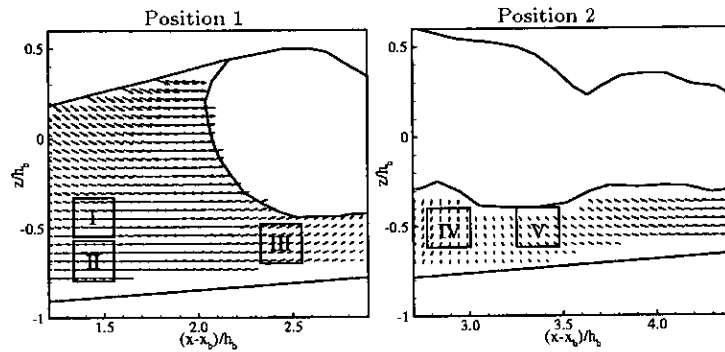 Position 1
Position 2
0.5
0
-0.5
-1
z/h_b
I
II
III
1.5
2.0
2.5
(x-x_b)/h_b
0.5
0
-0.5
-1
z/h_b
IV
V
3.0
3.5
4.0
(x-x_b)/h_b